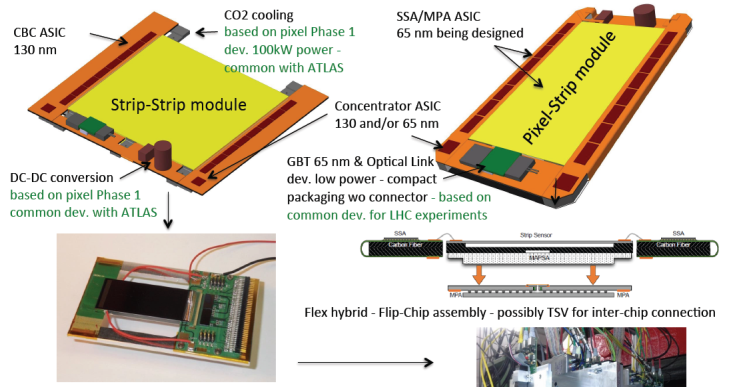 CBC ASIC
130 nm
CO2 cooling
based on pixel Phase 1
dev. 100kW power -
common with ATLAS
SSA/MPA ASIC
65 nm being designed
Strip-Strip module
Pixel-Strip module
Concentrator ASIC
130 and/or 65 nm
DC-DC conversion
based on pixel Phase 1
common dev. with ATLAS
GBT 65 nm & Optical Link
dev. low power - compact
packaging wo connector - based on
common dev. for LHC experiments
SSA
Strip Sensor
SSA
Carbon Fiber
Carbon Fiber
MAPSA
MPA
MPA
Flex hybrid - Flip-Chip assembly - possibly TSV for inter-chip connection